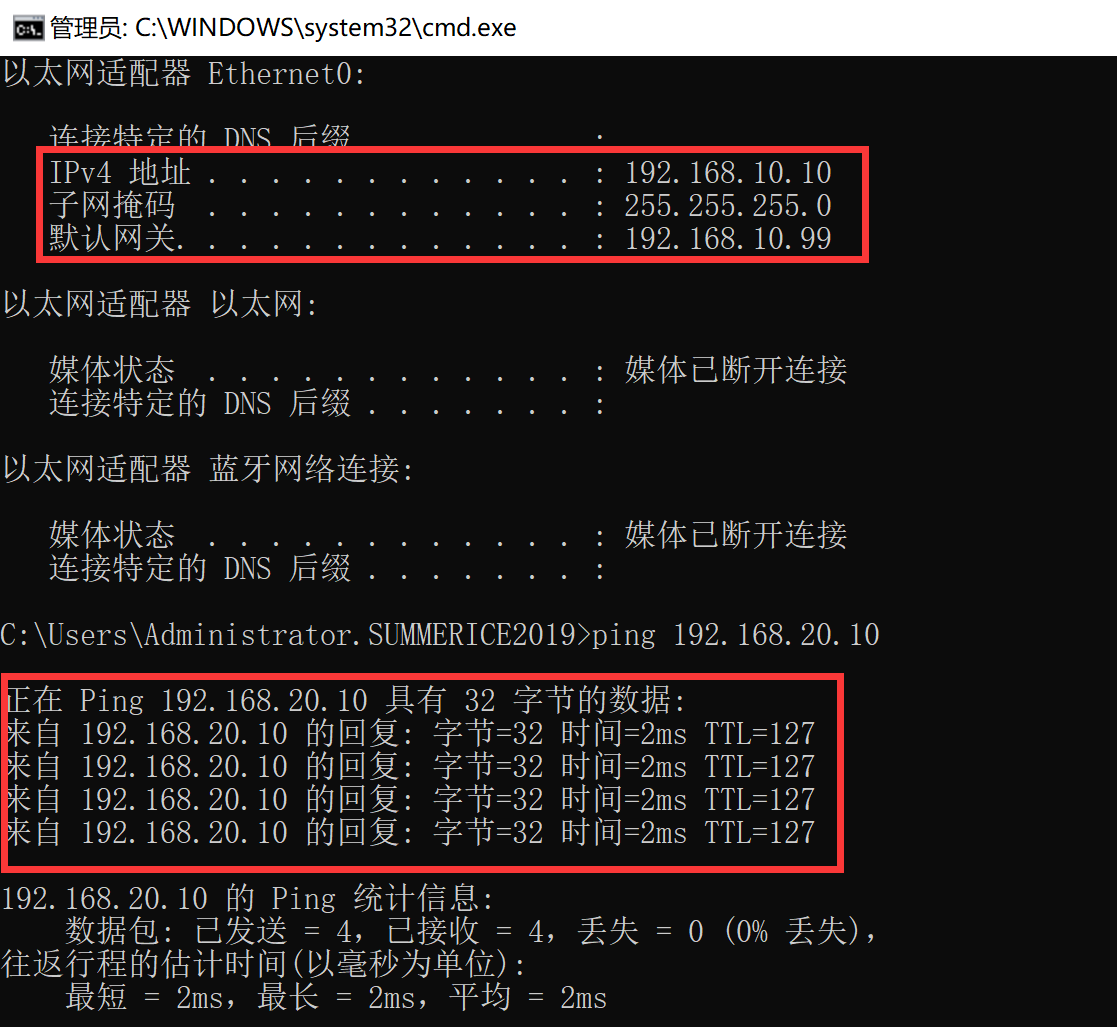 管理员: C:\WINDOWS\system32\cmd.exe
以太网适配器 Ethernet0:
连接特定的 DNS 后缀 :
IPv4 地址 . . . . . . . . . . . . : 192.168.10.10
子网掩码 . . . . . . . . . . . . : 255.255.255.0
默认网关. . . . . . . . . . . . . : 192.168.10.99
以太网适配器 以太网:
媒体状态 . . . . . . . . . . . . : 媒体已断开连接
连接特定的 DNS 后缀 . . . . . . . :
以太网适配器 蓝牙网络连接:
媒体状态 . . . . . . . . . . . . : 媒体已断开连接
连接特定的 DNS 后缀 . . . . . . . :
C:\Users\Administrator.SUMMERICE2019>ping 192.168.20.10
正在 Ping 192.168.20.10 具有 32 字节的数据:
来自 192.168.20.10 的回复: 字节=32 时间=2ms TTL=127
来自 192.168.20.10 的回复: 字节=32 时间=2ms TTL=127
来自 192.168.20.10 的回复: 字节=32 时间=2ms TTL=127
来自 192.168.20.10 的回复: 字节=32 时间=2ms TTL=127
192.168.20.10 的 Ping 统计信息:
数据包: 已发送 = 4，已接收 = 4，丢失 = 0 (0% 丢失)，
往返行程的估计时间(以毫秒为单位):
最短 = 2ms，最长 = 2ms，平均 = 2ms